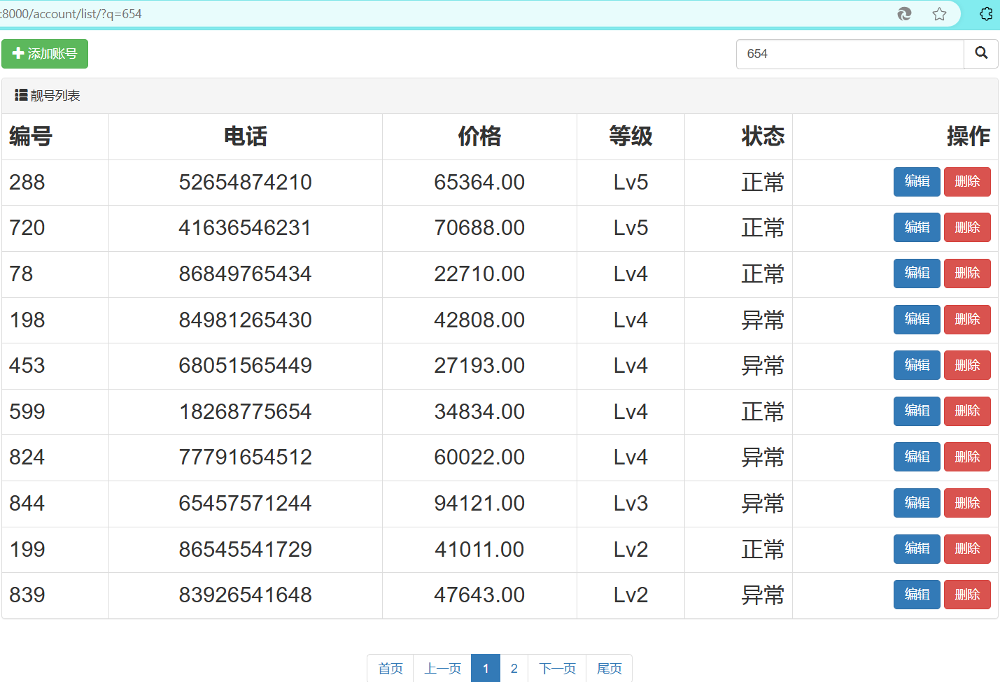 :8000/account/list/?q=654
添加账号 654
靓号列表
编号 电话 价格 等级 状态 操作
288 52654874210 65364.00 Lv5 正常 编辑 删除
720 41636546231 70688.00 Lv5 正常 编辑 删除
78 86849765434 22710.00 Lv4 正常 编辑 删除
198 84981265430 42808.00 Lv4 异常 编辑 删除
453 68051565449 27193.00 Lv4 异常 编辑 删除
599 18268775654 34834.00 Lv4 正常 编辑 删除
824 77791654512 60022.00 Lv4 异常 编辑 删除
844 65457571244 94121.00 Lv3 异常 编辑 删除
199 86545541729 41011.00 Lv2 正常 编辑 删除
839 83926541648 47643.00 Lv2 异常 编辑 删除
首页 上一页 1 2 下一页 尾页